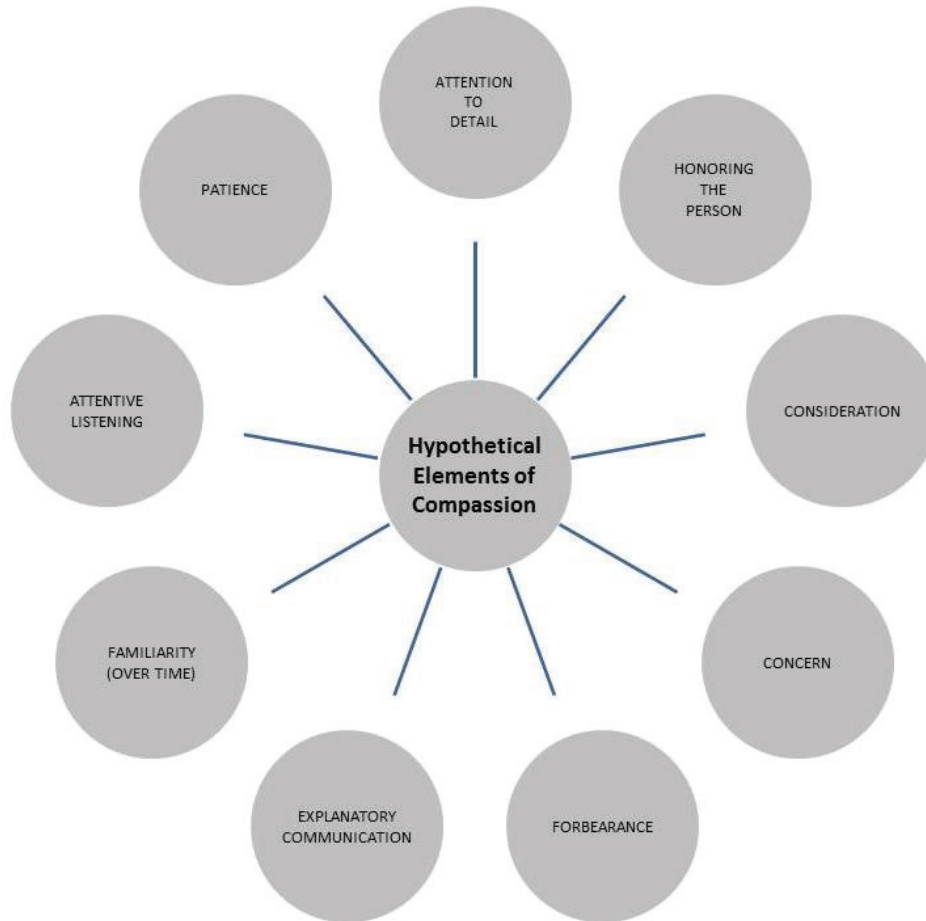 ATTENTION
TO
DETAIL
HONORING
THE
PERSON
CONSIDERATION
CONCERN
FORBEARANCE
EXPLANATORY
COMMUNICATION
FAMILIARITY
(OVER TIME)
ATTENTIVE
LISTENING
PATIENCE
Hypothetical
Elements of
Compassion